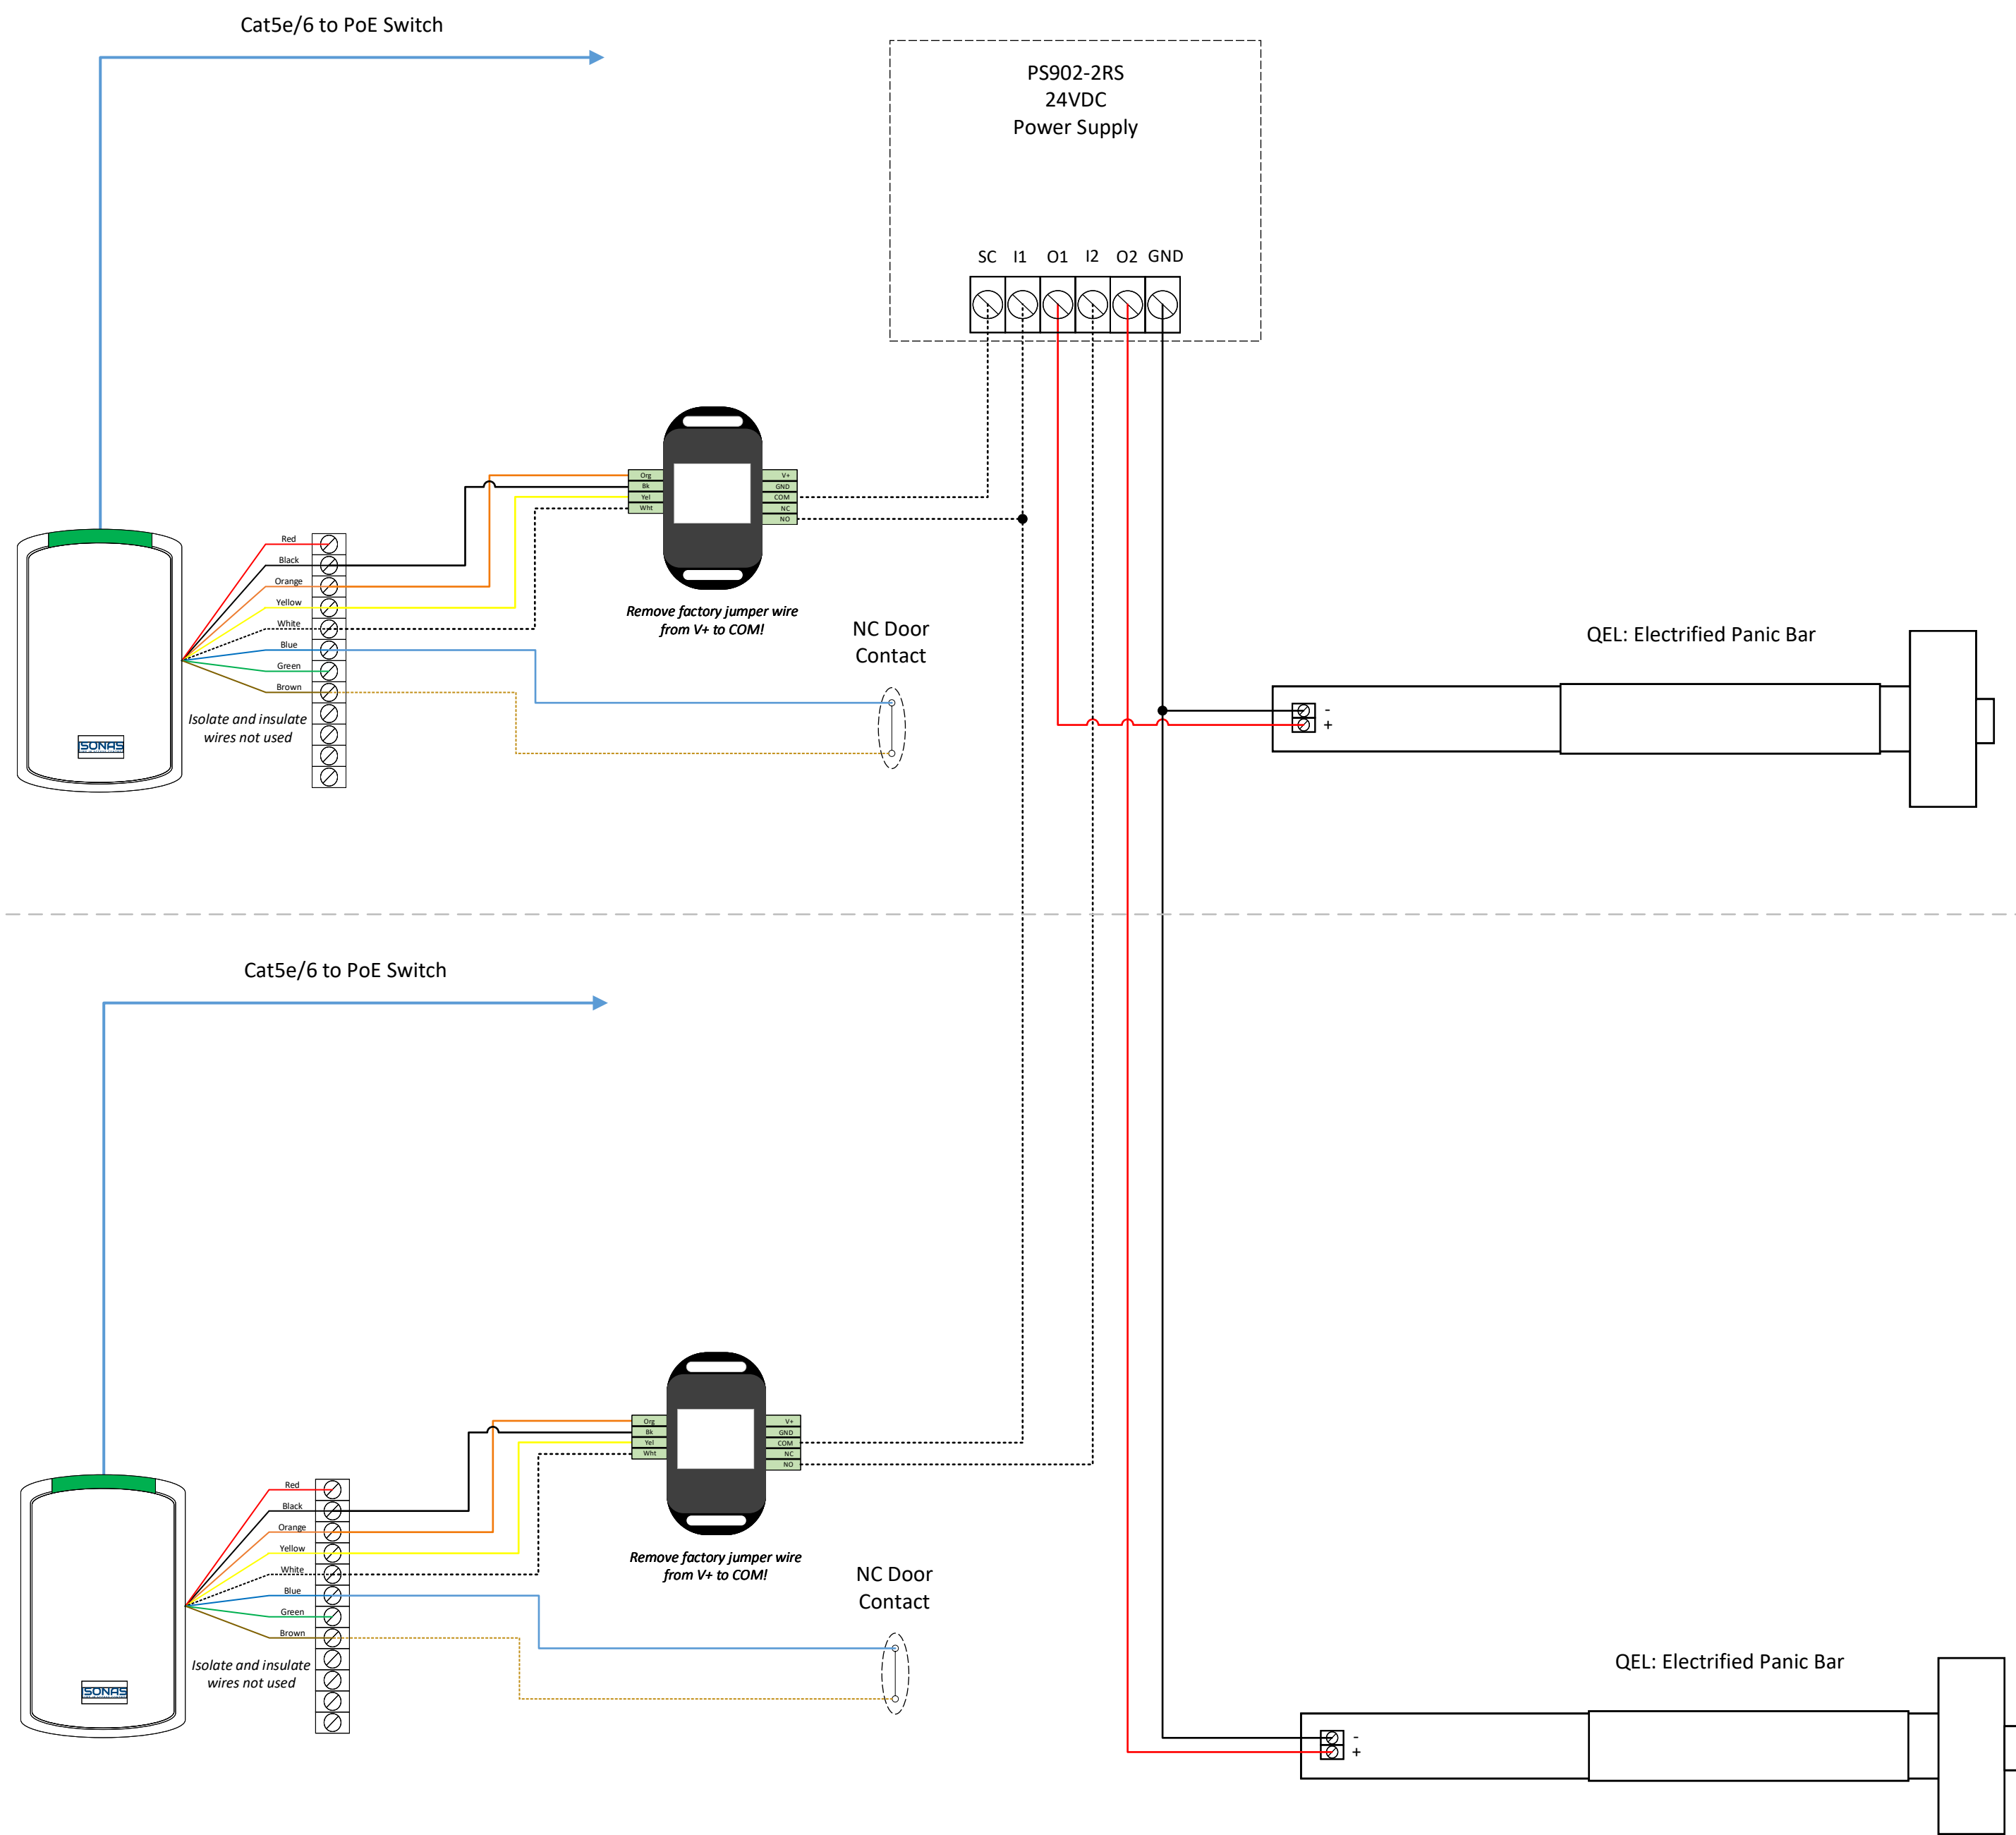 Cat5e/6 to PoE Switch
PS902-2RS
24VDC
Power Supply
SC I1 O1 I2 O2 GND
Org
Bk
Yel
Wht
V+
GND
COM
NC
NO
Remove factory jumper wire
from V+ to COM!
Red
Black
Orange
Yellow
White
Blue
Green
Brown
Isolate and insulate
wires not used
ISONAS
NC Door
Contact
QEL: Electrified Panic Bar
-
+
Cat5e/6 to PoE Switch
Org
Bk
Yel
Wht
V+
GND
COM
NC
NO
Remove factory jumper wire
from V+ to COM!
Red
Black
Orange
Yellow
White
Blue
Green
Brown
Isolate and insulate
wires not used
ISONAS
NC Door
Contact
QEL: Electrified Panic Bar
-
+